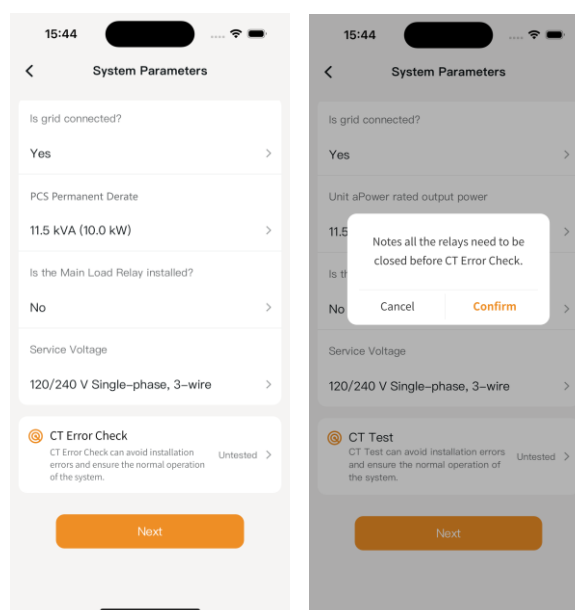 15:44
System Parameters
Is grid connected?
Yes
PCS Permanent Derate
11.5 kVA (10.0 kW)
Is the Main Load Relay installed?
No
Service Voltage
120/240 V Single-phase, 3-wire
CT Error Check
CT Error Check can avoid installation
errors and ensure the normal operation
of the system.
Untested
Next
15:44
System Parameters
Is grid connected?
Yes
Unit aPower rated output power
11.5
Notes all the relays need to be
closed before CT Error Check.
Cancel
Confirm
Is th
No
Service Voltage
120/240 V Single-phase, 3-wire
CT Test
CT Test can avoid installation errors
and ensure the normal operation of
the system.
Untested
Next